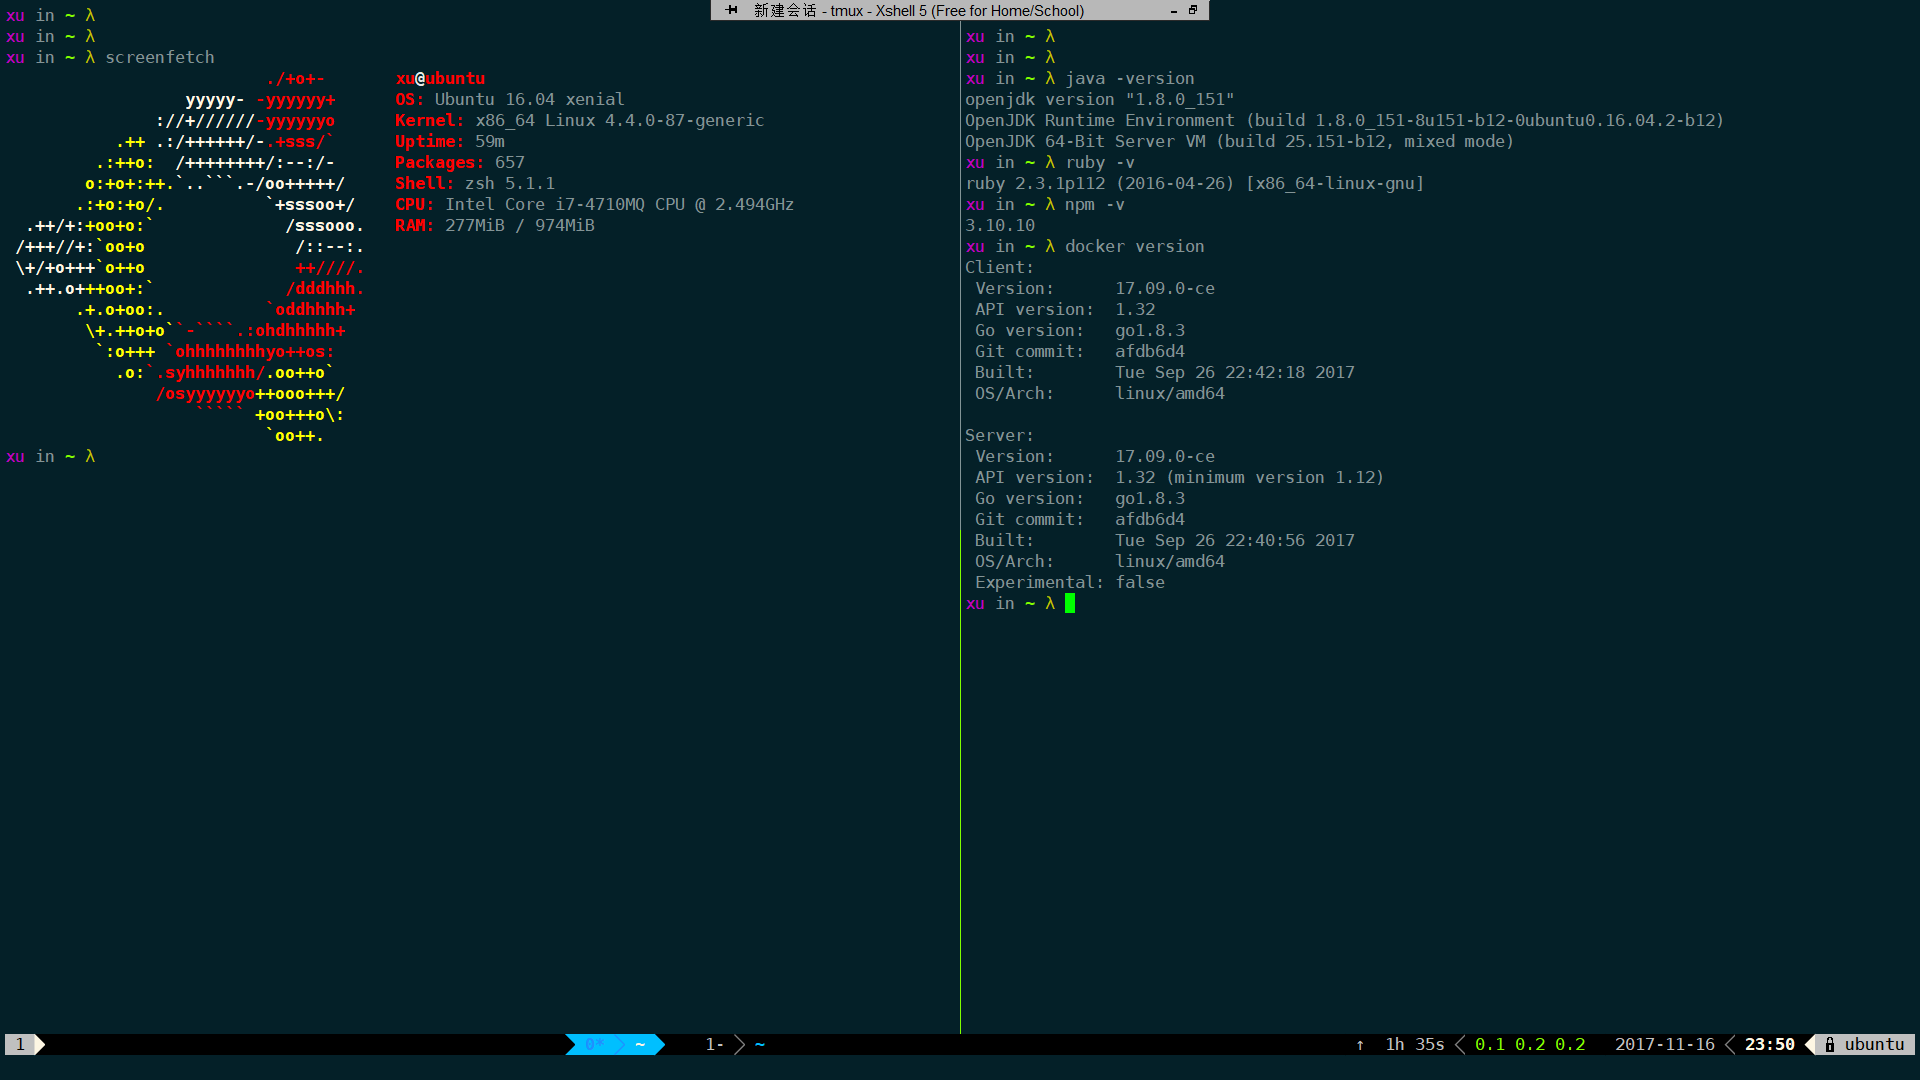 新建会话 - tmux - Xshell 5 (Free for Home/School)
xu in ~ λ
xu in ~ λ
xu in ~ λ screenfetch
                          ./+o+-       xu@ubuntu
                  yyyyy- -yyyyyy+      OS: Ubuntu 16.04 xenial
               ://+//////-yyyyyyo      Kernel: x86_64 Linux 4.4.0-87-generic
           .++ .:/++++++/-.+sss/`      Uptime: 59m
         .:++o:  /++++++++/:--:/-      Packages: 657
        o:+o+:++.`..```.-/oo+++++/     Shell: zsh 5.1.1
       .:+o:+o/.          `+sssoo+/    CPU: Intel Core i7-4710MQ CPU @ 2.494GHz
  .++/+:+oo+o:`             /sssooo.   RAM: 277MiB / 974MiB
 /+++//+:`oo+o               /::--:.
 \+/+o+++`o++o               ++////.
  .++.o+++oo+:`             /dddhhh.
       .+.o+oo:.          `oddhhhh+
        \+.++o+o``-````.:ohdhhhhh+
         `:o+++ `ohhhhhhhhyo++os:
           .o:`.syhhhhhhh/.oo++o`
               /osyyyyyyo++ooo+++/
                   ````` +oo+++o\:
                          `oo++.
xu in ~ λ
xu in ~ λ
xu in ~ λ
xu in ~ λ java -version
openjdk version "1.8.0_151"
OpenJDK Runtime Environment (build 1.8.0_151-8u151-b12-0ubuntu0.16.04.2-b12)
OpenJDK 64-Bit Server VM (build 25.151-b12, mixed mode)
xu in ~ λ ruby -v
ruby 2.3.1p112 (2016-04-26) [x86_64-linux-gnu]
xu in ~ λ npm -v
3.10.10
xu in ~ λ docker version
Client:
 Version:      17.09.0-ce
 API version:  1.32
 Go version:   go1.8.3
 Git commit:   afdb6d4
 Built:        Tue Sep 26 22:42:18 2017
 OS/Arch:      linux/amd64

Server:
 Version:      17.09.0-ce
 API version:  1.32 (minimum version 1.12)
 Go version:   go1.8.3
 Git commit:   afdb6d4
 Built:        Tue Sep 26 22:40:56 2017
 OS/Arch:      linux/amd64
 Experimental: false
xu in ~ λ
1 0* ~ 1- ~ ↑ 1h 35s 0.1 0.2 0.2 2017-11-16 23:50 ubuntu